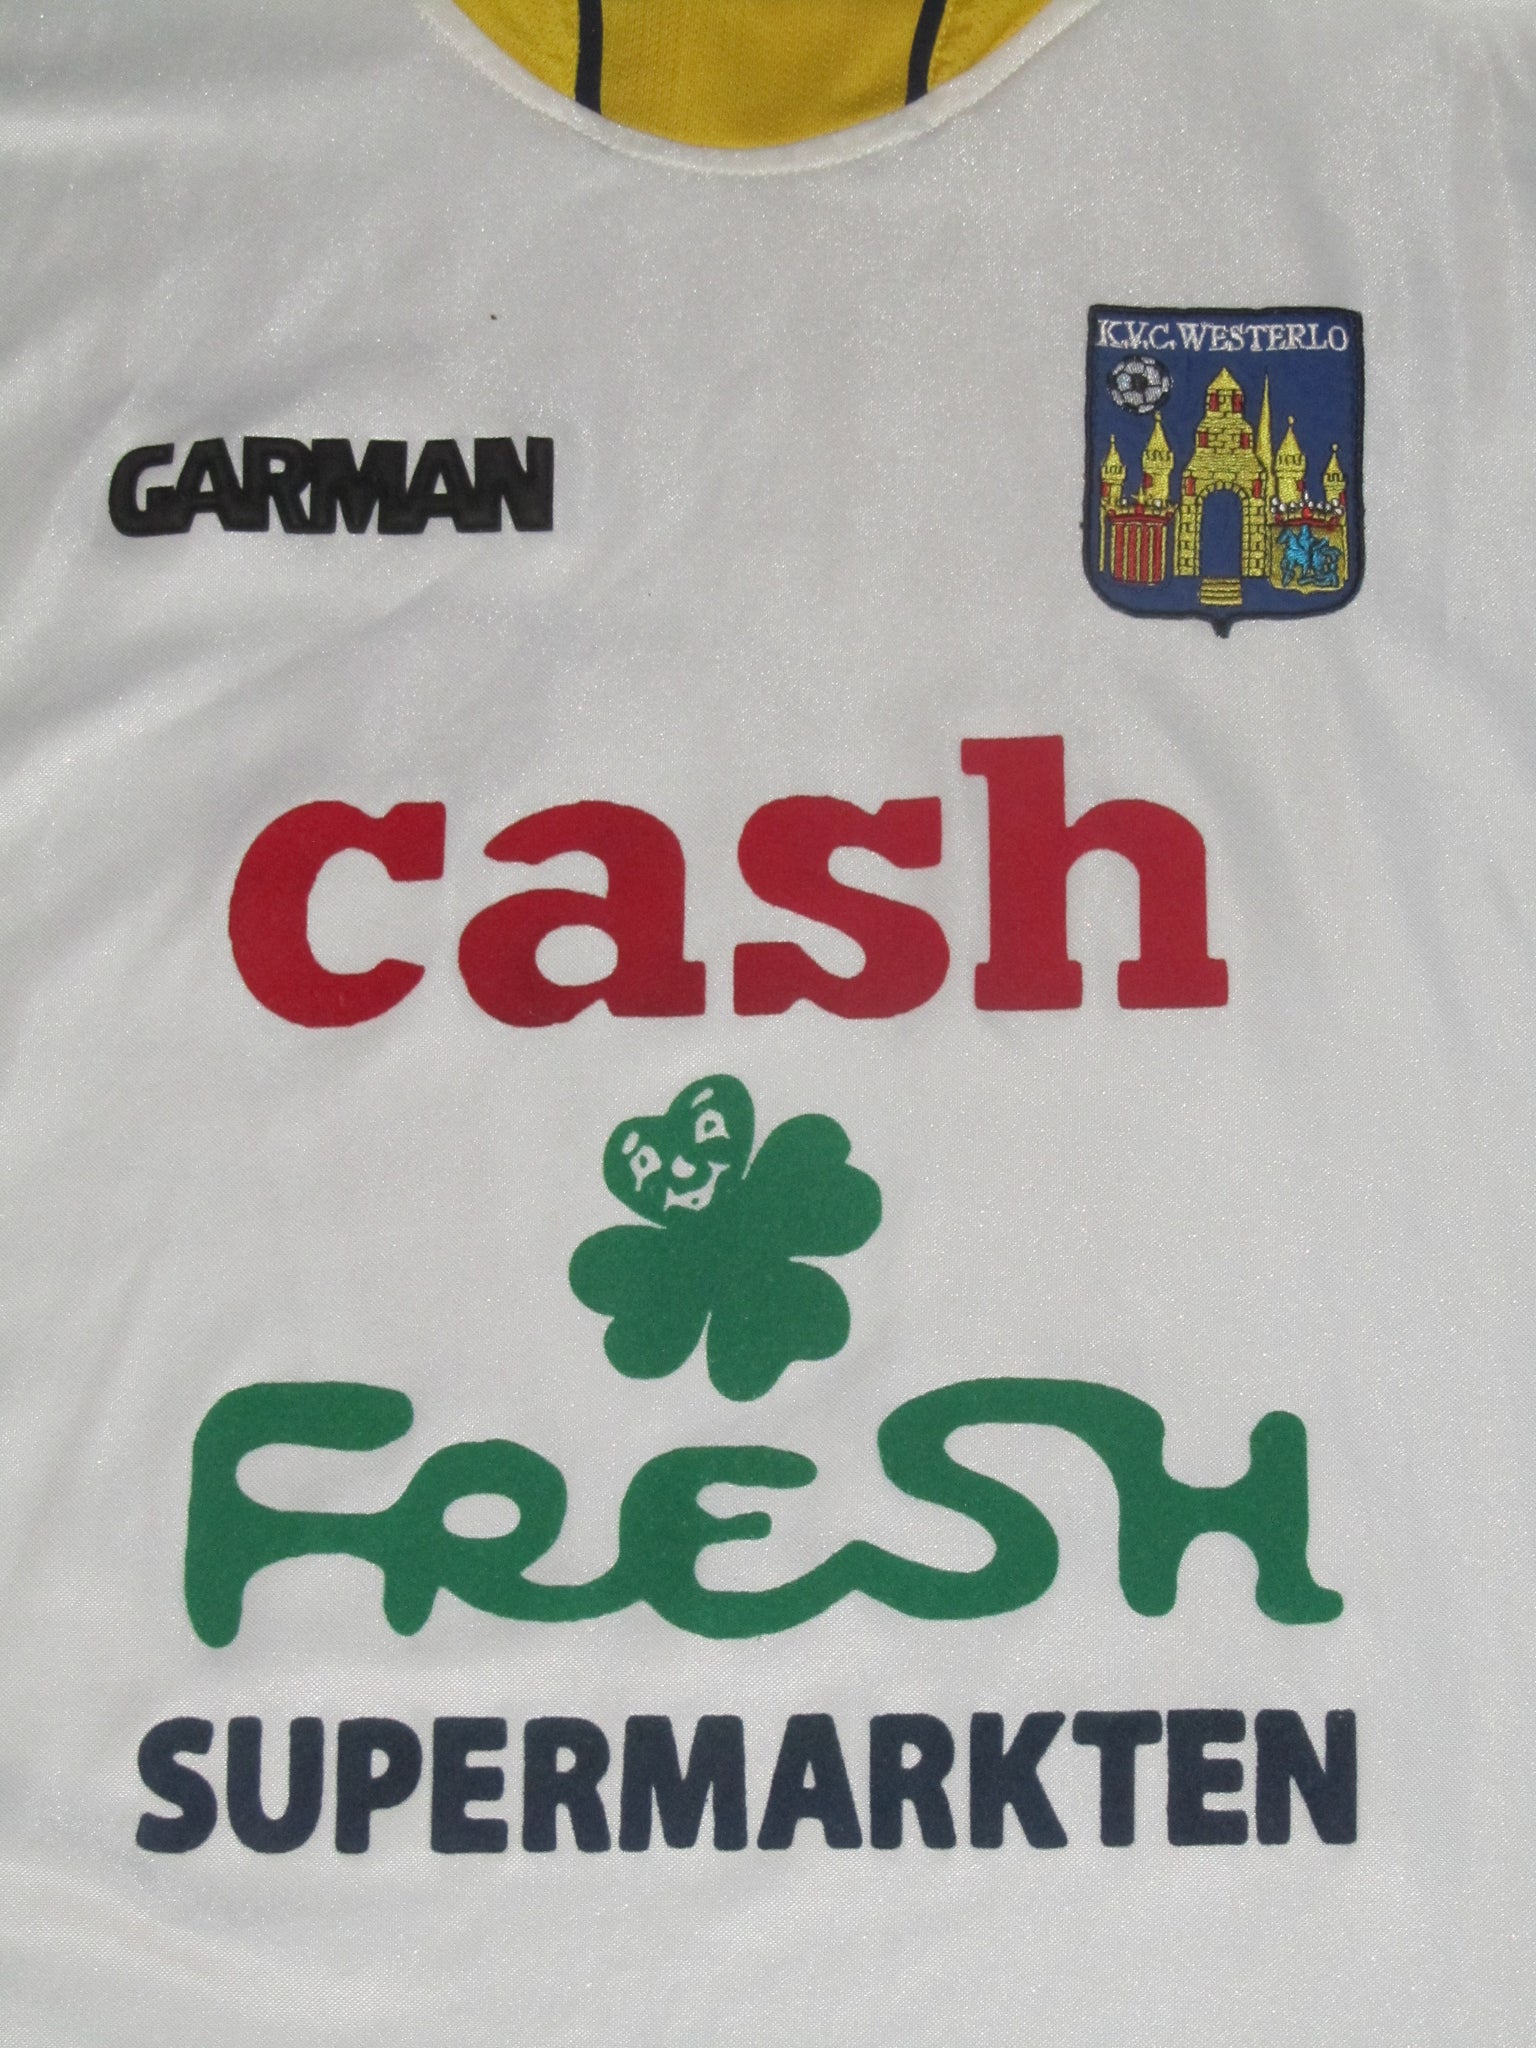 K.V.C. WESTERLO
GARMAN
cash
FRESH
SUPERMARKTEN